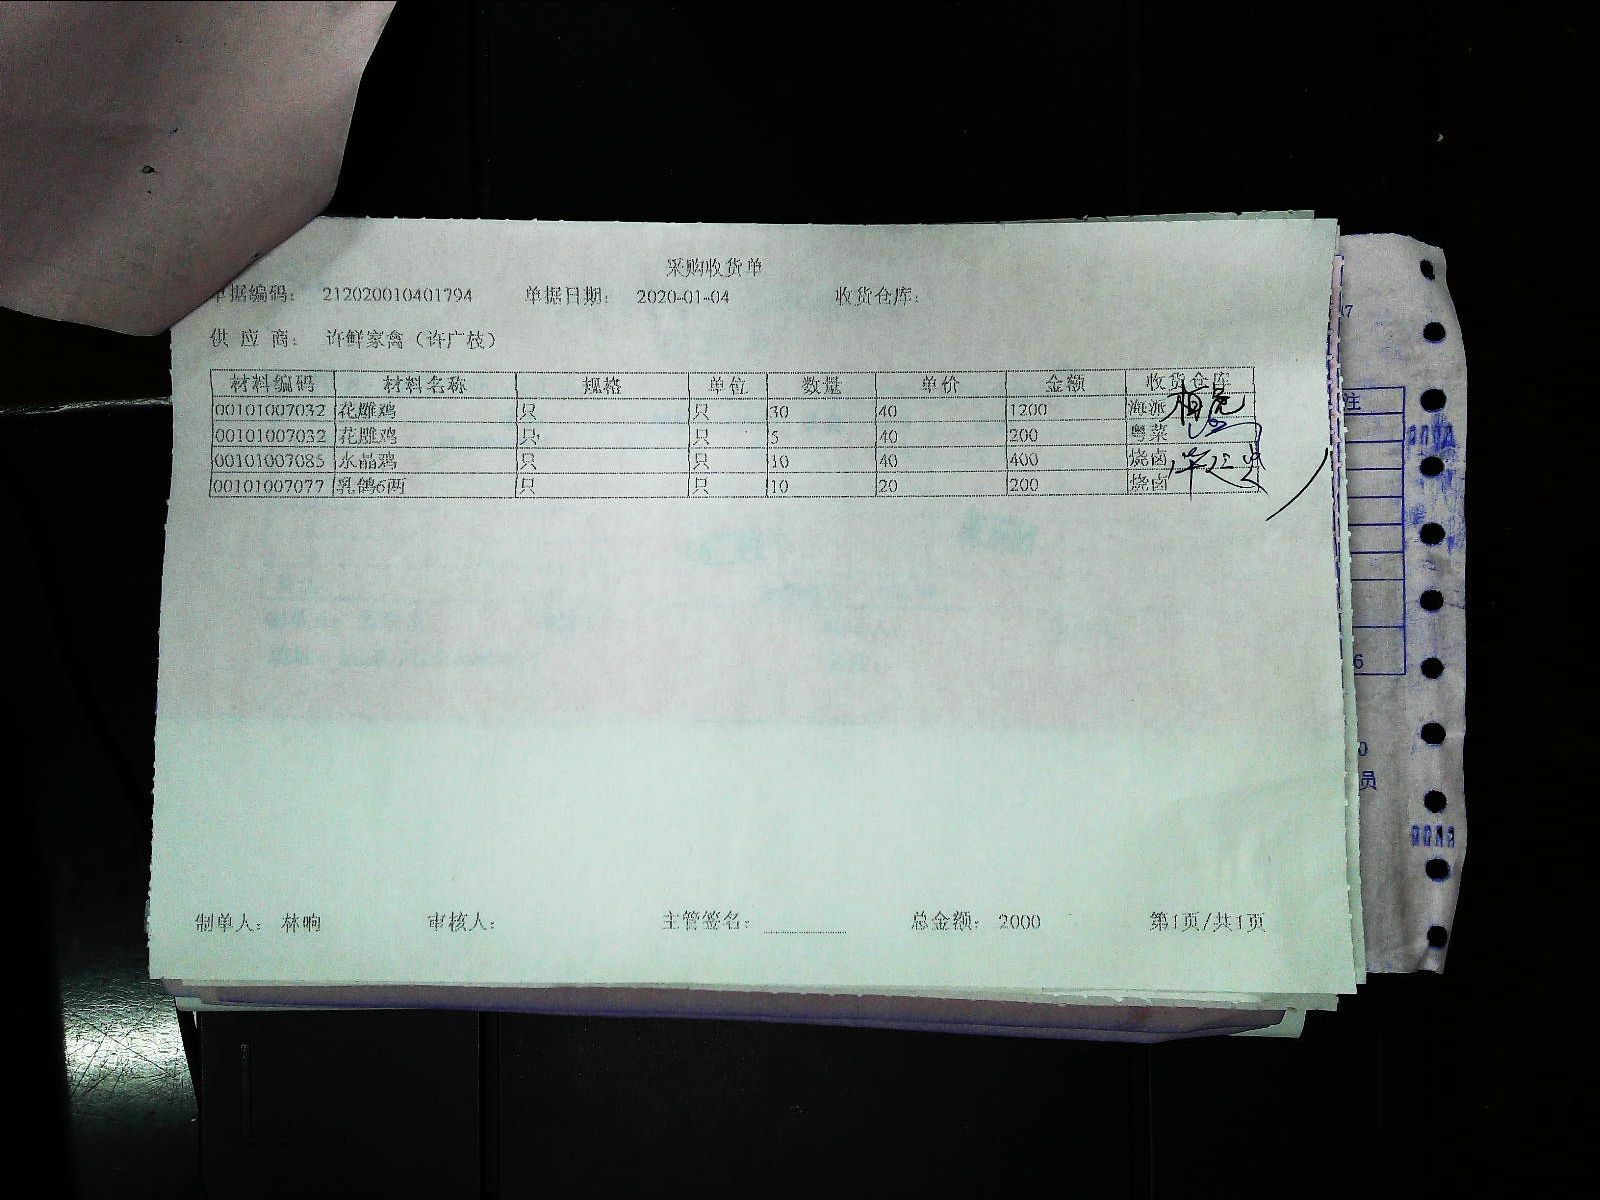 采购收货单
单据编码： 212020010401794 单据日期： 2020-01-04 收货仓库：
供 应 商： 许鲜家禽（许广枝）
材料编码 材料名称 规格 单位 数量 单价 金额 收货仓库
00101007032 花雕鸡 只 只 30 40 1200 海派
00101007032 花雕鸡 只 只 5 40 200 粤菜
00101007085 水晶鸡 只 只 10 40 400 烧卤
00101007077 乳鸽6两 只 只 10 20 200 烧卤
制单人： 林响 审核人： 主管签名： 总金额： 2000 第1页/共1页
注
6
员